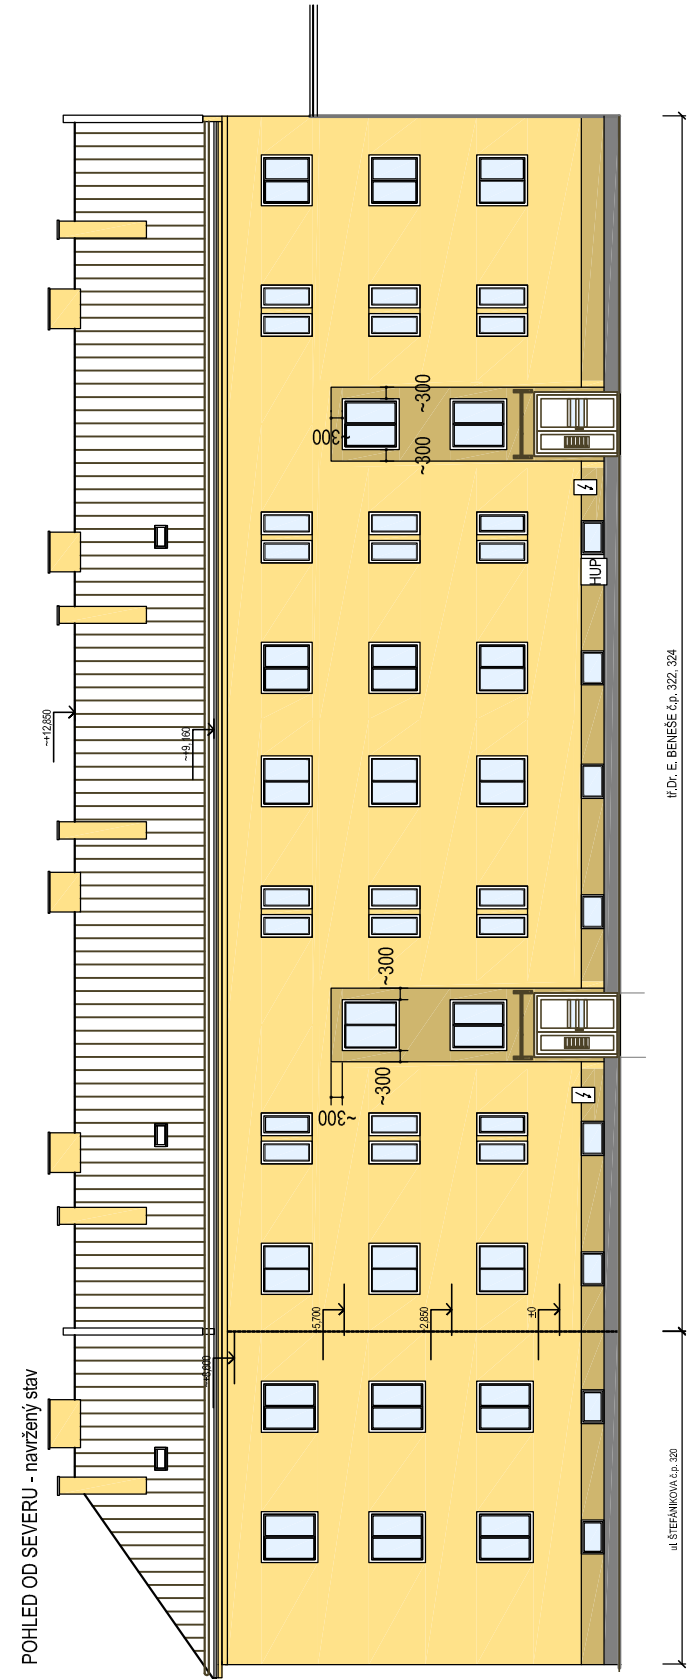 POHLED OD SEVERU - navržený stav
~+12,850
~+9,160
5,700
2,850
±0
~300
~300
~300
~300
~300
~300
HUP
ul. ŠTEFÁNIKOVA č.p. 320
tř.Dr. E. BENEŠE č.p. 322, 324